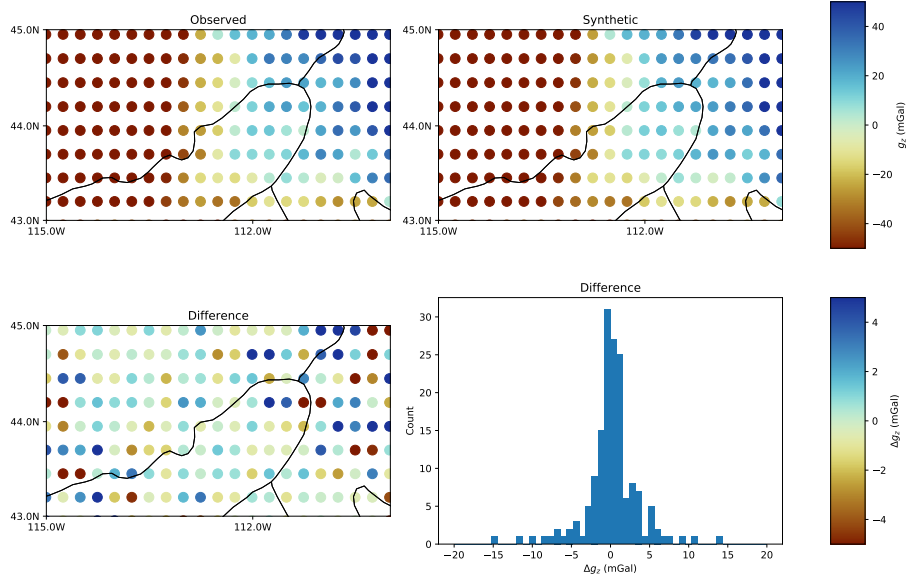 Observed
Synthetic
45.0N
44.0N
43.0N
115.0W
112.0W
45.0N
44.0N
43.0N
115.0W
112.0W
40
20
0
−20
−40
g_z (mGal)
Difference
Difference
45.0N
44.0N
43.0N
115.0W
112.0W
30
25
20
15
10
5
0
Count
−20
−15
−10
−5
0
5
10
15
20
Δg_z (mGal)
4
2
0
−2
−4
Δg_z (mGal)